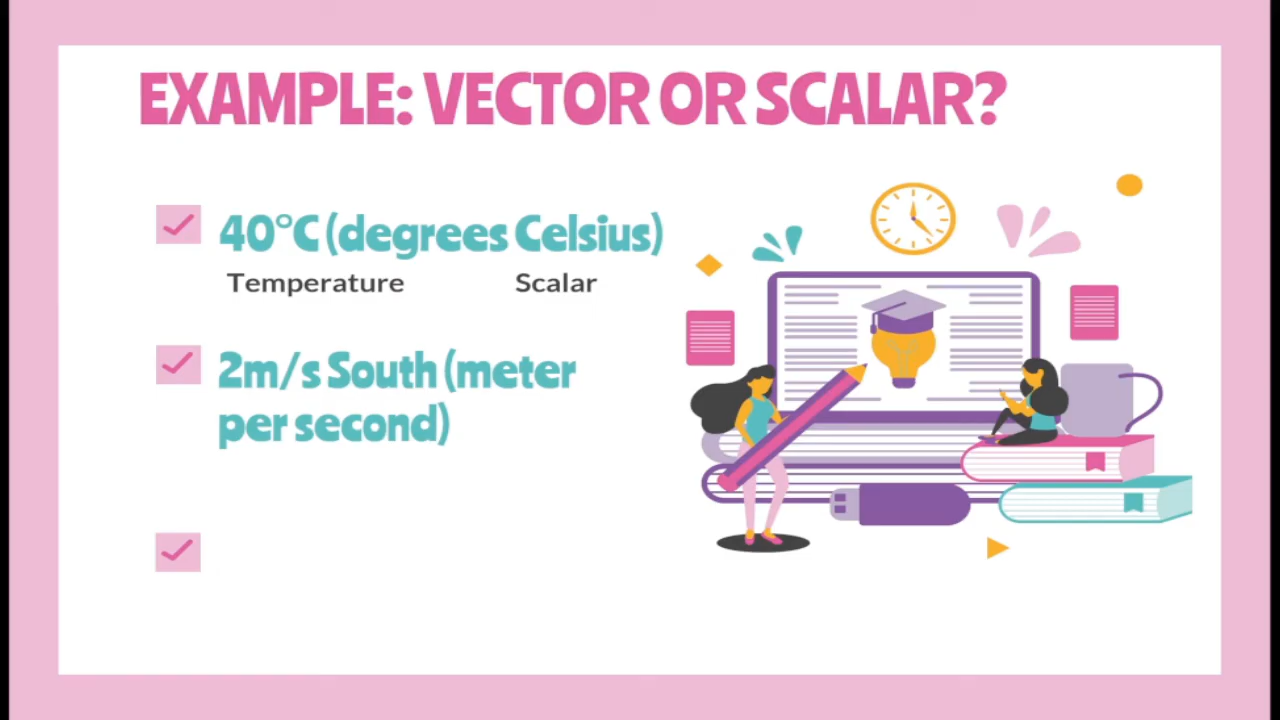 EXAMPLE: VECTOR OR SCALAR?
40°C (degrees Celsius)
Temperature Scalar
2m/s South (meter
per second)